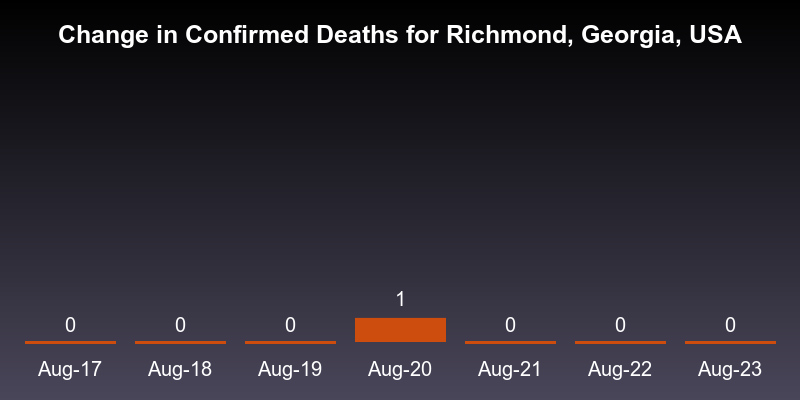 Change in Confirmed Deaths for Richmond, Georgia, USA
1
0 0 0 0 0 0
Aug-17 Aug-18 Aug-19 Aug-20 Aug-21 Aug-22 Aug-23